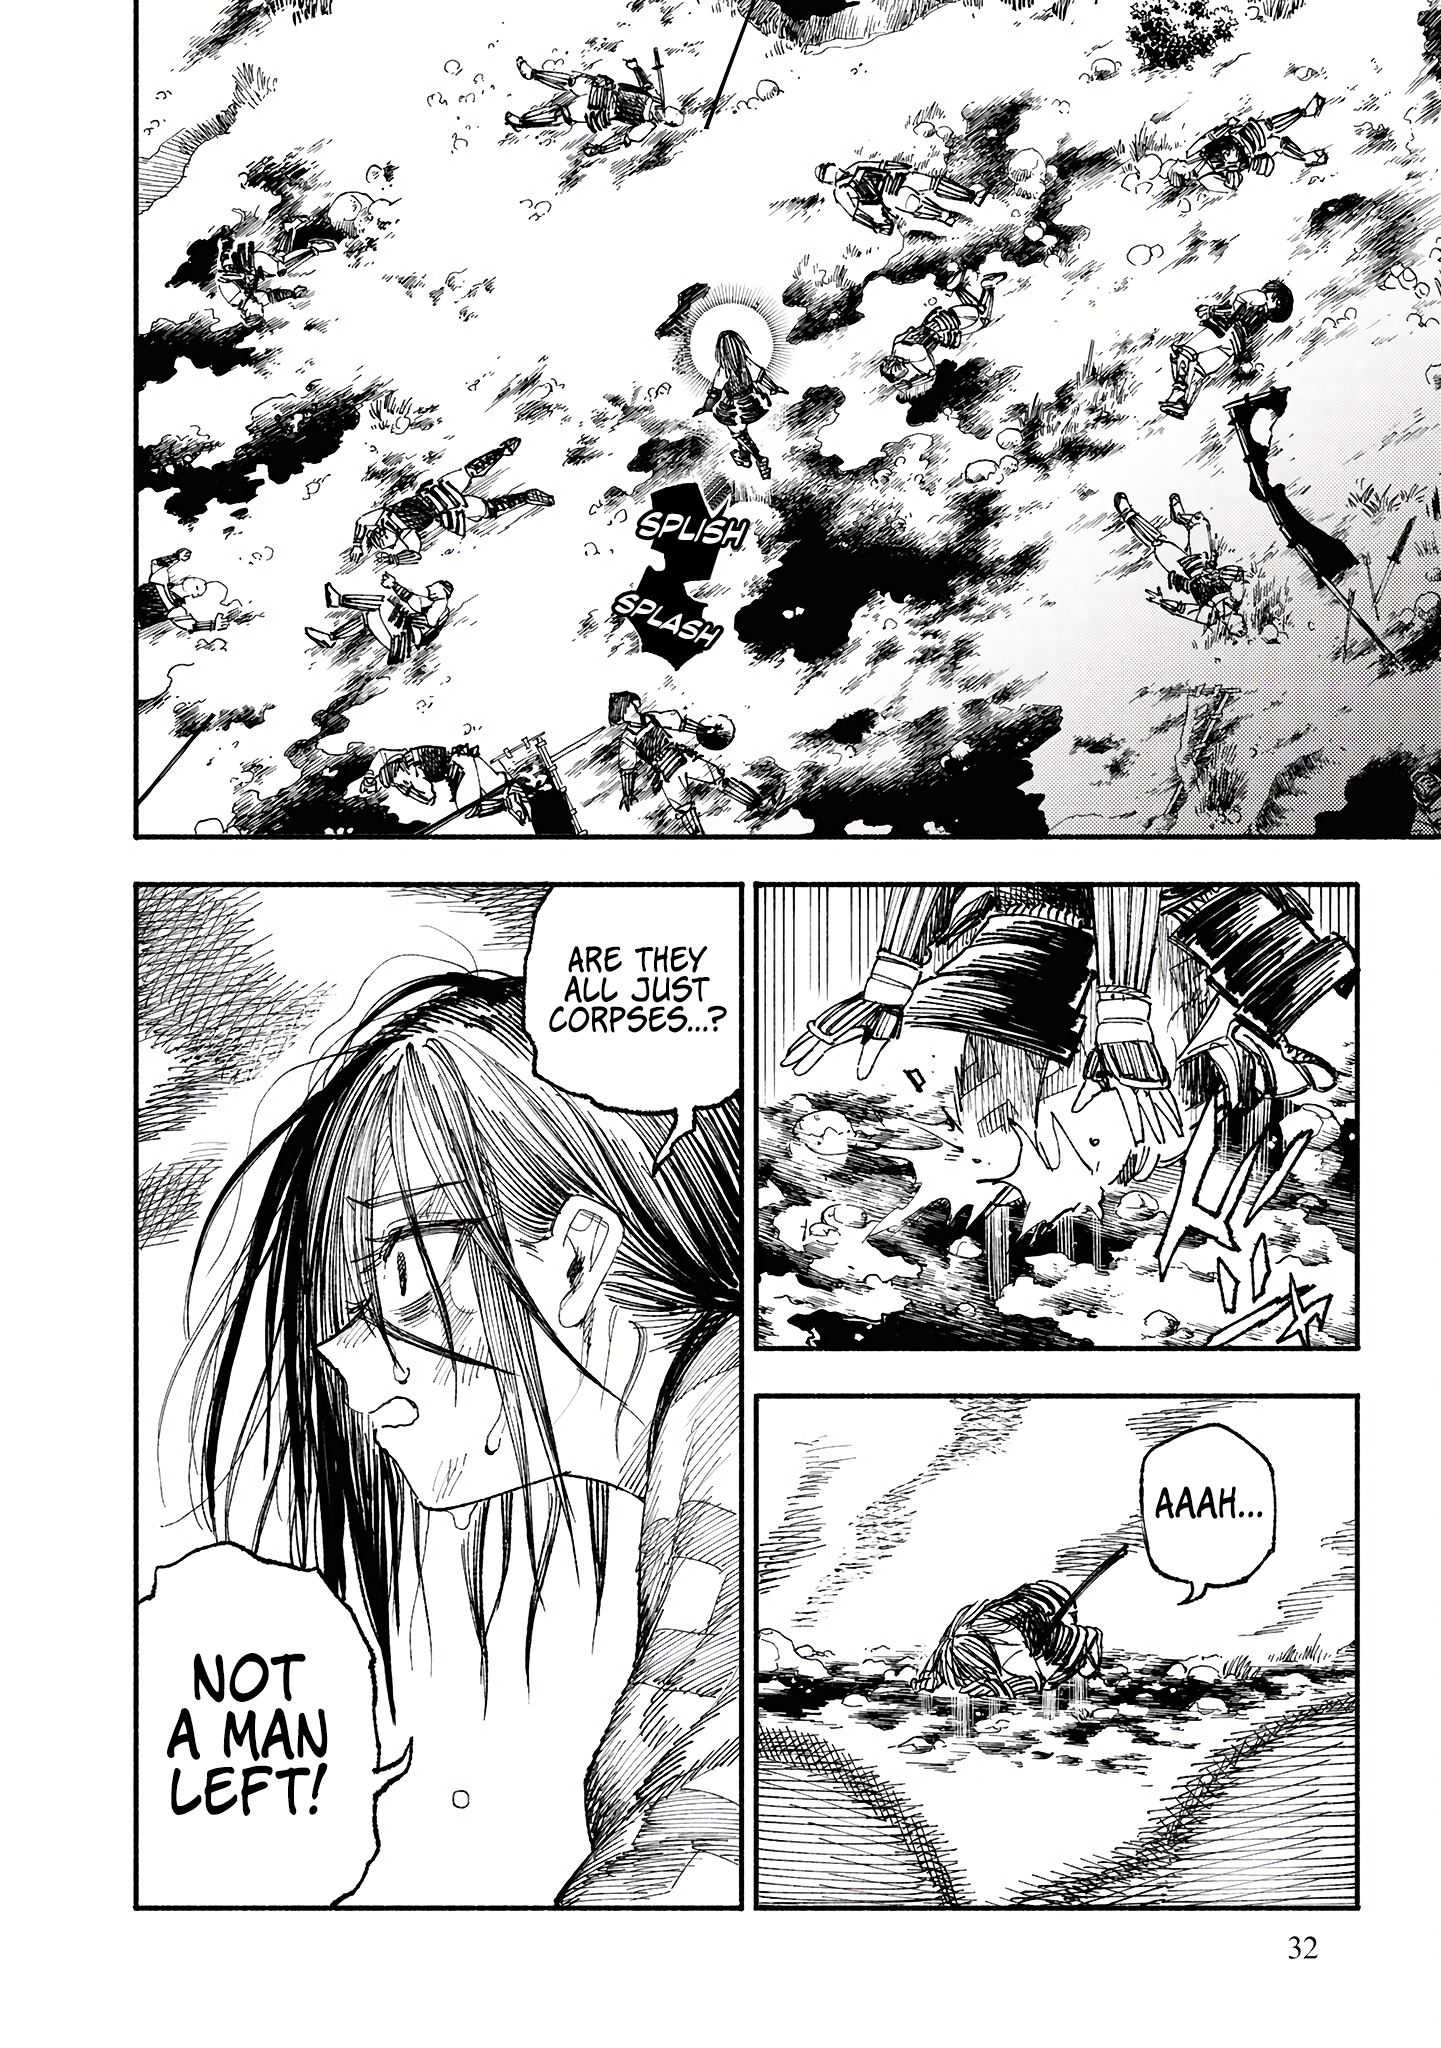 SPLISH
SPLASH
AAAH...
ARE THEY
ALL JUST
CORPSES...?
NOT
A MAN
LEFT!
32